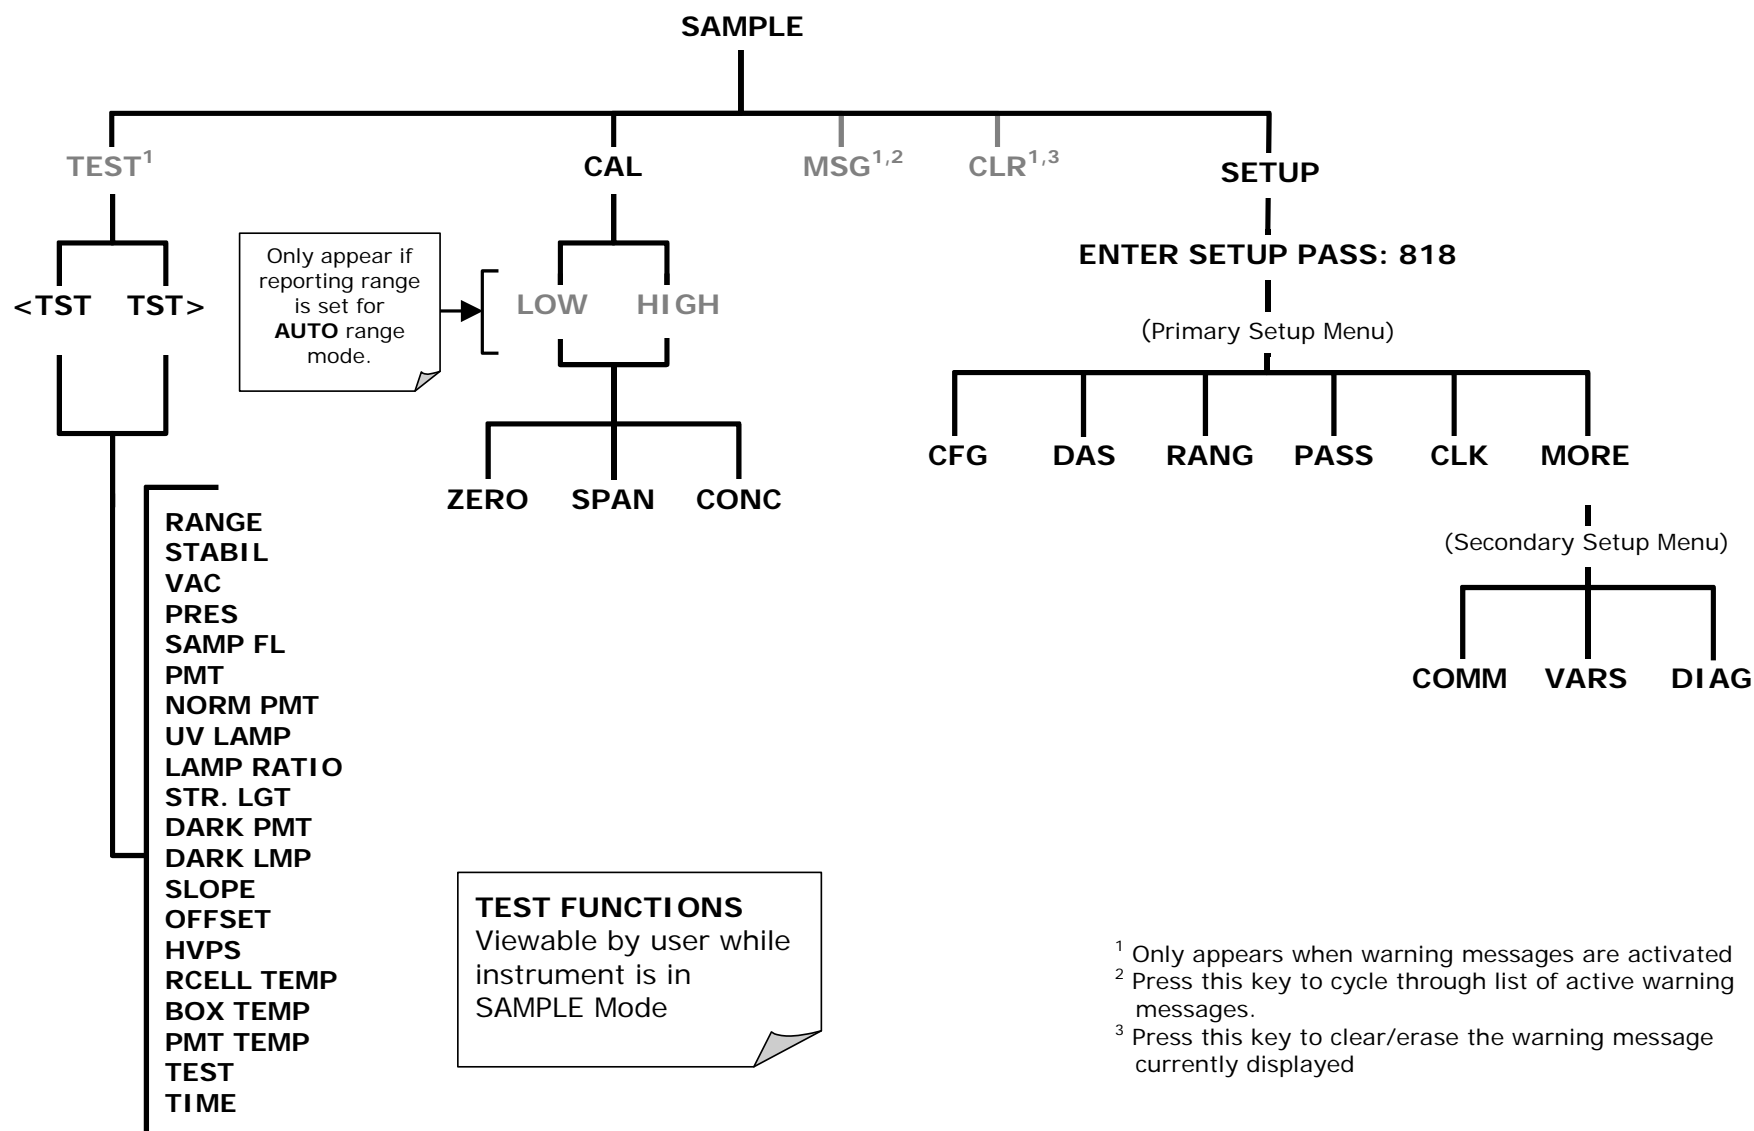 SAMPLE
TEST1
CAL
MSG1,2
CLR1,3
SETUP
<TST TST>
Only appear if
reporting range
is set for
AUTO range
mode.
LOW HIGH
ENTER SETUP PASS: 818
(Primary Setup Menu)
CFG DAS RANG PASS CLK MORE
ZERO SPAN CONC
(Secondary Setup Menu)
COMM VARS DIAG
RANGE
STABIL
VAC
PRES
SAMP FL
PMT
NORM PMT
UV LAMP
LAMP RATIO
STR. LGT
DARK PMT
DARK LMP
SLOPE
OFFSET
HVPS
RCELL TEMP
BOX TEMP
PMT TEMP
TEST
TIME
TEST FUNCTIONS
Viewable by user while
instrument is in
SAMPLE Mode
1 Only appears when warning messages are activated
2 Press this key to cycle through list of active warning
messages.
3 Press this key to clear/erase the warning message
currently displayed